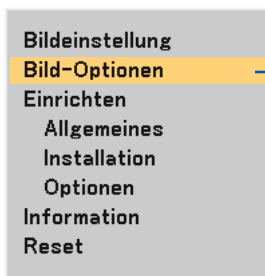 Bildeinstellung
Bild-Optionen
Einrichten
Allgemeines
Installation
Optionen
Information
Reset